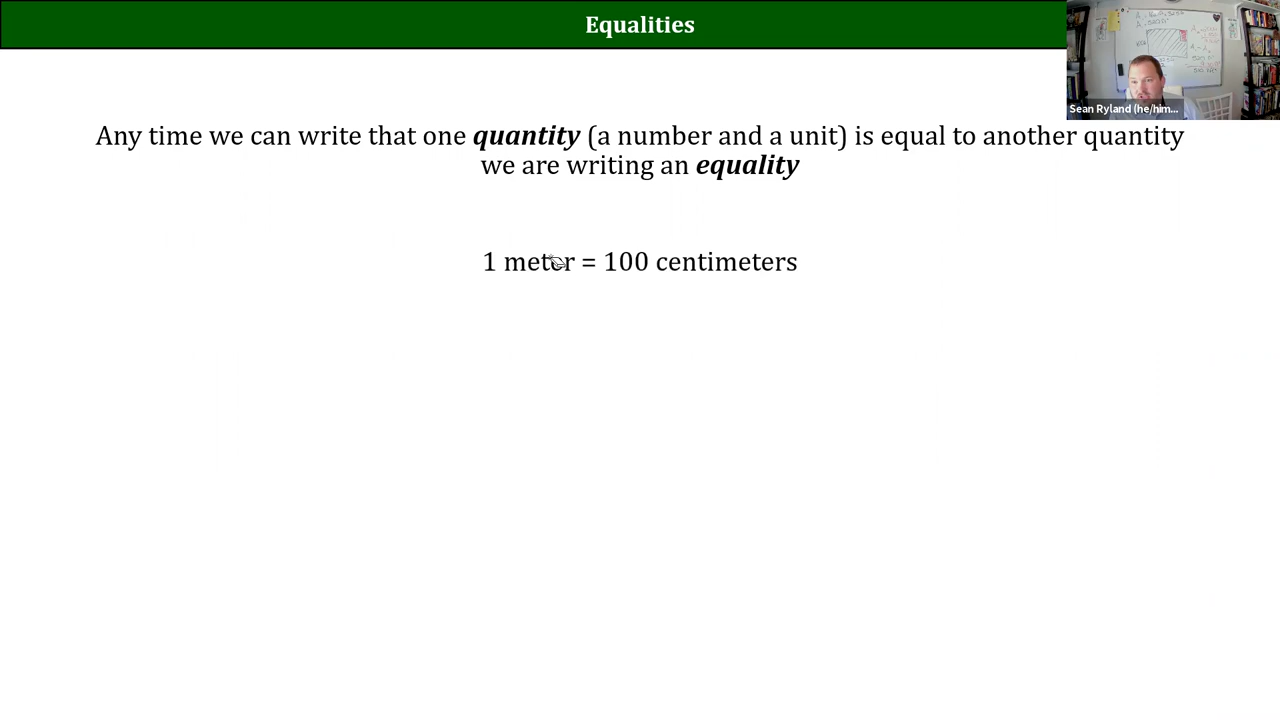 Equalities
Sean Ryland (he/him...
Any time we can write that one quantity (a number and a unit) is equal to another quantity
we are writing an equality
1 meter = 100 centimeters